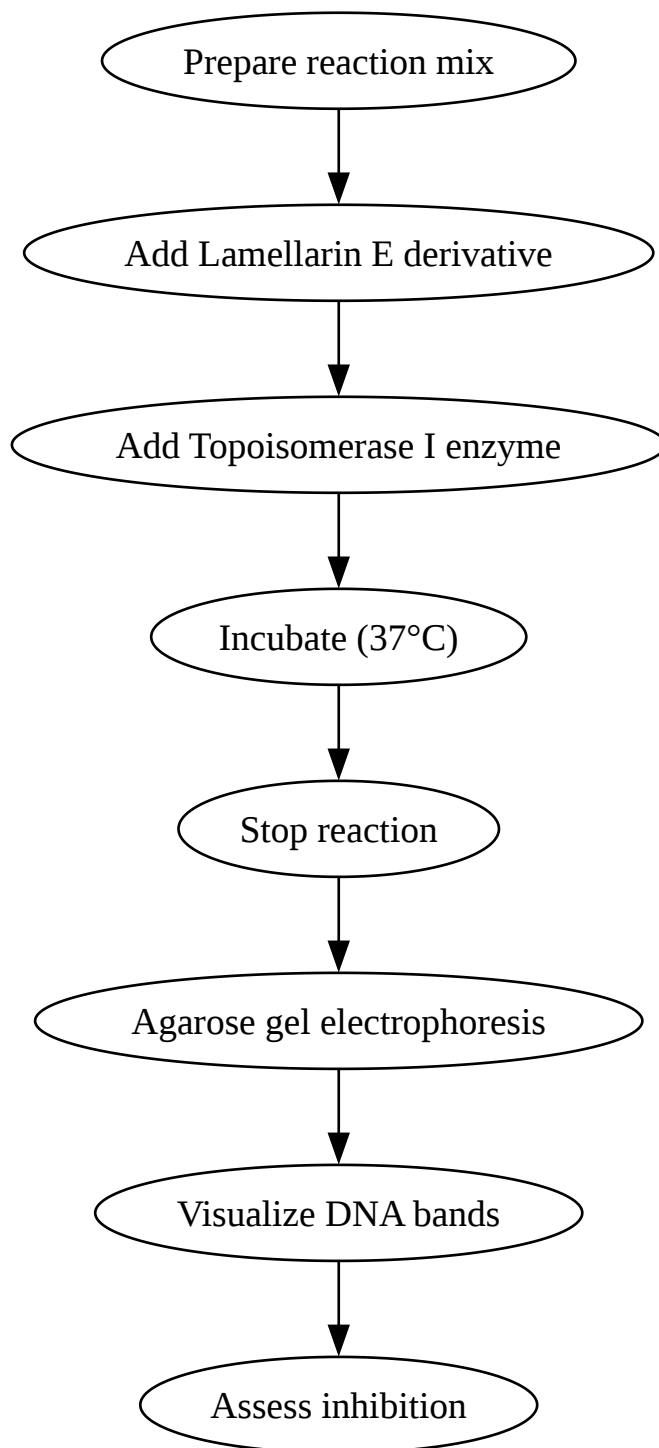 Prepare reaction mix
Add Lamellarin E derivative
Add Topoisomerase I enzyme
Incubate (37°C)
Stop reaction
Agarose gel electrophoresis
Visualize DNA bands
Assess inhibition